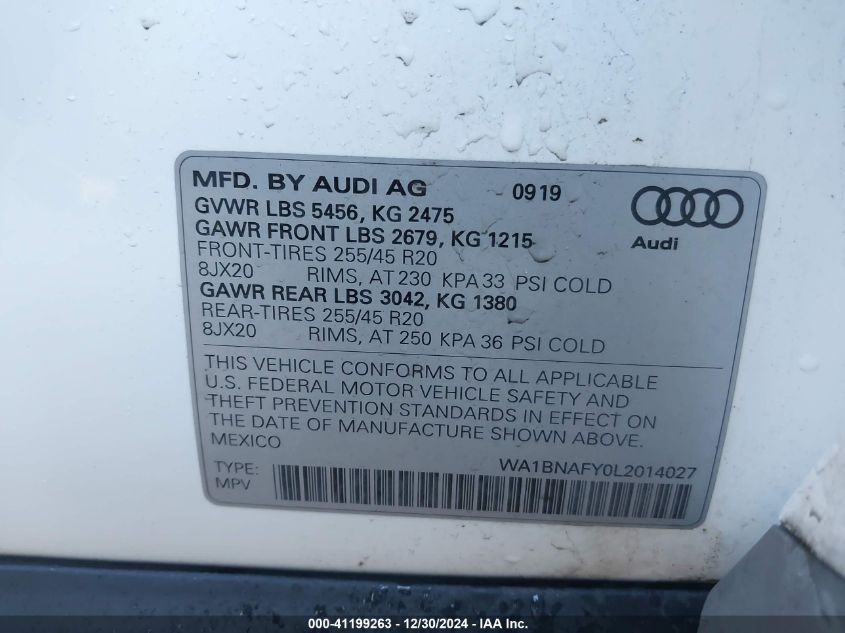 MFD. BY AUDI AG 0919
GVWR LBS 5456, KG 2475
GAWR FRONT LBS 2679, KG 1215
Audi
FRONT-TIRES 255/45 R20
8JX20 RIMS, AT 230 KPA 33 PSI COLD
GAWR REAR LBS 3042, KG 1380
REAR-TIRES 255/45 R20
8JX20 RIMS, AT 250 KPA 36 PSI COLD
THIS VEHICLE CONFORMS TO ALL APPLICABLE
U.S. FEDERAL MOTOR VEHICLE SAFETY AND
THEFT PREVENTION STANDARDS IN EFFECT ON
THE DATE OF MANUFACTURE SHOWN ABOVE.
MEXICO
WA1BNAFY0L2014027
TYPE:
MPV
000-41199263 - 12/30/2024 - IAA Inc.